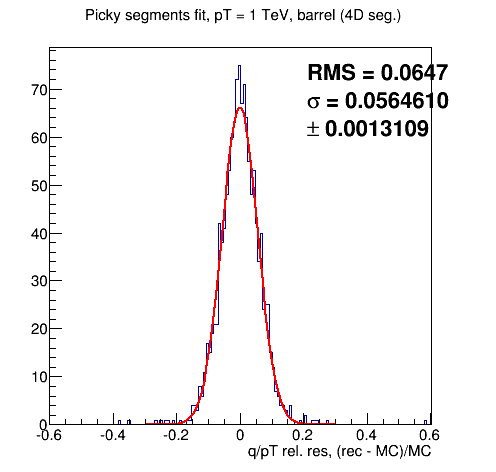 Picky segments fit, pT = 1 TeV, barrel (4D seg.)
RMS = 0.0647
σ = 0.0564610
± 0.0013109
70
60
50
40
30
20
10
0
-0.6 -0.4 -0.2 0 0.2 0.4 0.6
q/pT rel. res, (rec - MC)/MC